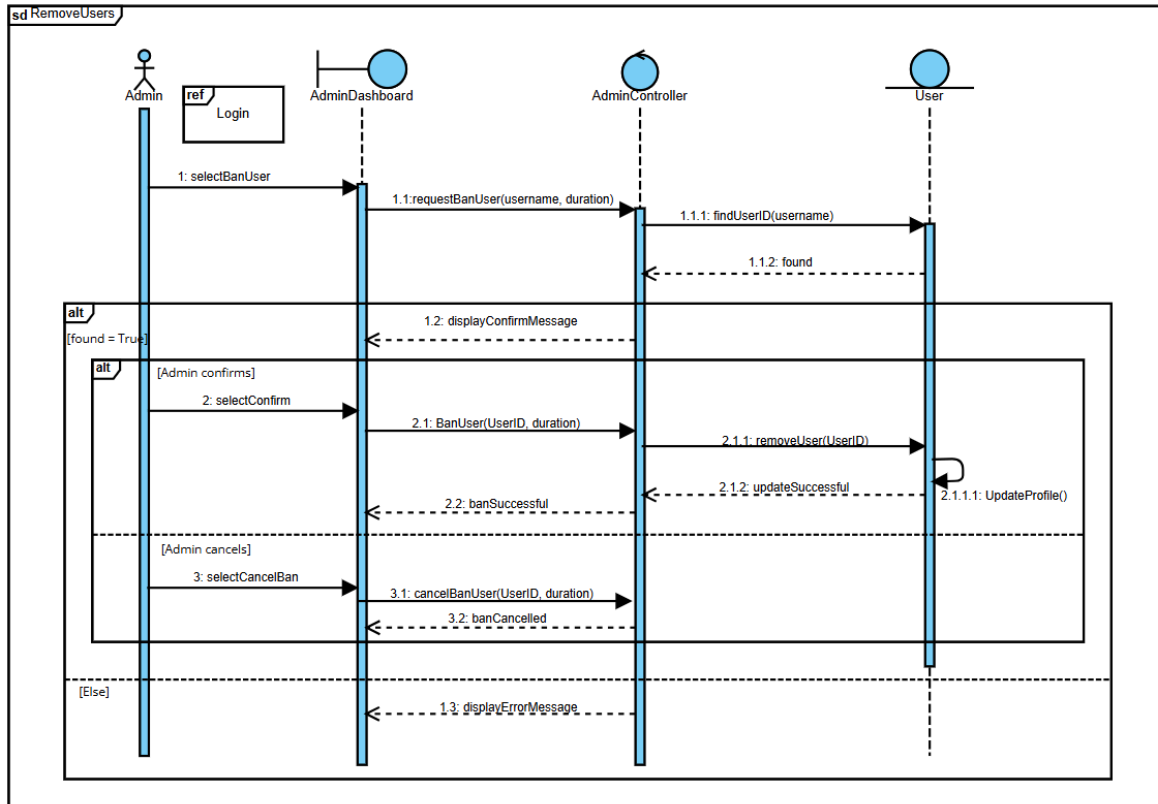 sd RemoveUsers
Admin
ref
Login
AdminDashboard
AdminController
User
1: selectBanUser
1.1:requestBanUser(username, duration)
1.1.1: findUserID(username)
1.1.2: found
alt
[found = True]
1.2: displayConfirmMessage
alt
[Admin confirms]
2: selectConfirm
2.1: BanUser(UserID, duration)
2.1.1: removeUser(UserID)
2.1.2: updateSuccessful
2.1.1.1: UpdateProfile()
2.2: banSuccessful
[Admin cancels]
3: selectCancelBan
3.1: cancelBanUser(UserID, duration)
3.2: banCancelled
[Else]
1.3: displayErrorMessage